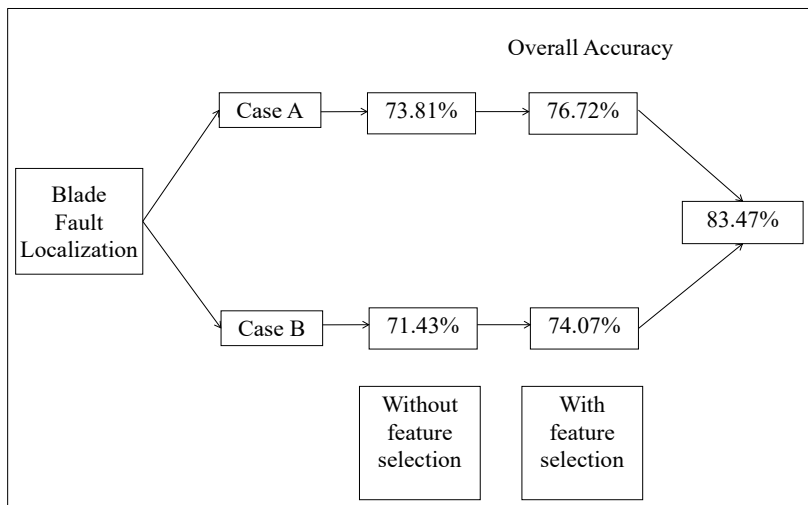 Overall Accuracy
Case A
73.81%
76.72%
Blade
Fault
Localization
83.47%
Case B
71.43%
74.07%
Without
feature
selection
With
feature
selection